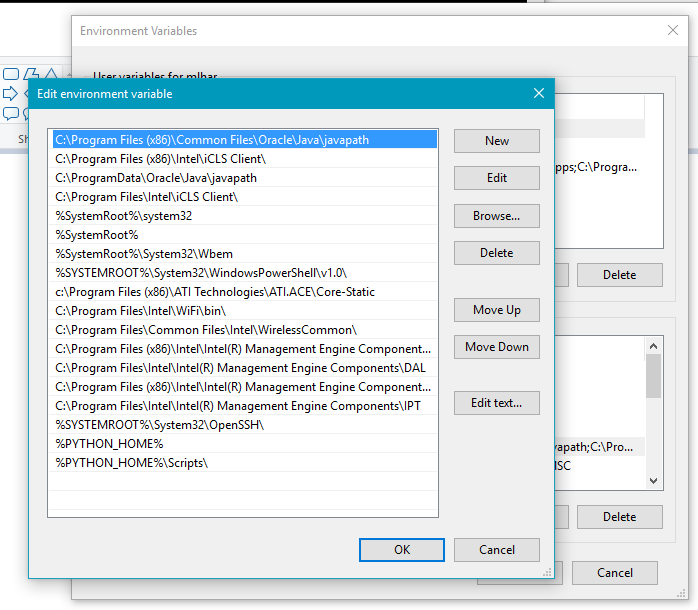 Environment Variables
User variables for mlhar
Edit environment variable
C:\Program Files (x86)\Common Files\Oracle\Java\javapath
C:\Program Files (x86)\Intel\iCLS Client\
C:\ProgramData\Oracle\Java\javapath
C:\Program Files\Intel\iCLS Client\
%SystemRoot%\system32
%SystemRoot%
%SystemRoot%\System32\Wbem
%SYSTEMROOT%\System32\WindowsPowerShell\v1.0\
c:\Program Files (x86)\ATI Technologies\ATI.ACE\Core-Static
C:\Program Files\Intel\WiFi\bin\
C:\Program Files\Common Files\Intel\WirelessCommon\
C:\Program Files (x86)\Intel\Intel(R) Management Engine Component...
C:\Program Files\Intel\Intel(R) Management Engine Components\DAL
C:\Program Files (x86)\Intel\Intel(R) Management Engine Component...
C:\Program Files\Intel\Intel(R) Management Engine Components\IPT
%SYSTEMROOT%\System32\OpenSSH\
%PYTHON_HOME%
%PYTHON_HOME%\Scripts\
New
Edit
Browse...
Delete
Move Up
Move Down
Edit text...
OK
Cancel
pps;C:\Progra...
Delete
vapath;C:\Pro...
SC
Delete
Cancel
Sh